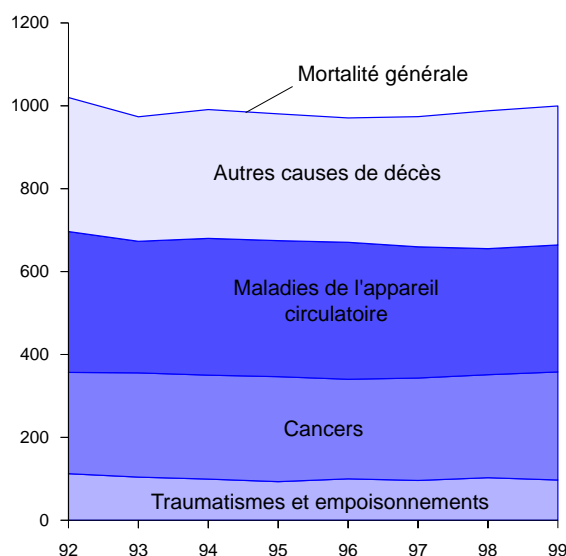 1200
Mortalité générale
1000
Autres causes de décès
800
600
Maladies de l'appareil
circulatoire
400
Cancers
200
Traumatismes et empoisonnements
0
92 93 94 95 96 97 98 99